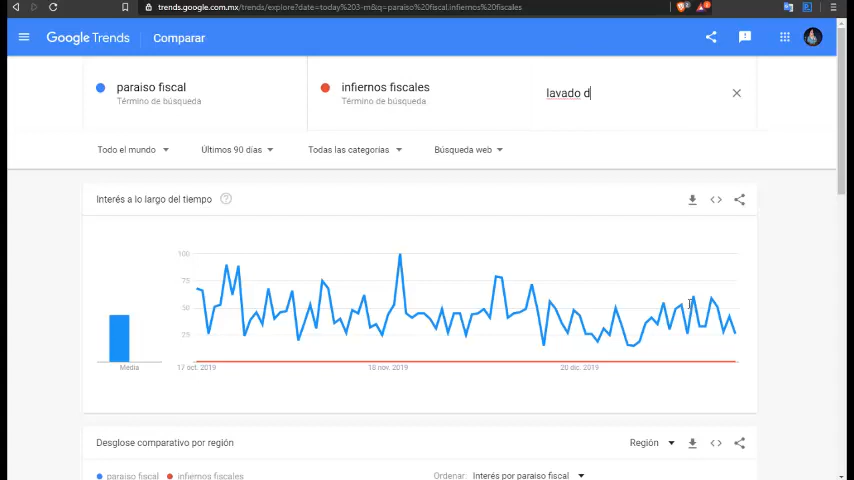 trends.google.com.mx/explore?date=today%203-m&q=paraiso%20fiscal,infiernos%20fiscales
Google Trends
Comparar
paraiso fiscal
Término de búsqueda
infiernos fiscales
Término de búsqueda
lavado d
Todo el mundo
Últimos 90 días
Todas las categorías
Búsqueda web
Interés a lo largo del tiempo
100
75
50
25
Media
17 oct. 2019
18 nov. 2019
20 dic. 2019
Desglose comparativo por región
Región
paraiso fiscal
infiernos fiscales
Ordenar:
Interés por paraiso fiscal